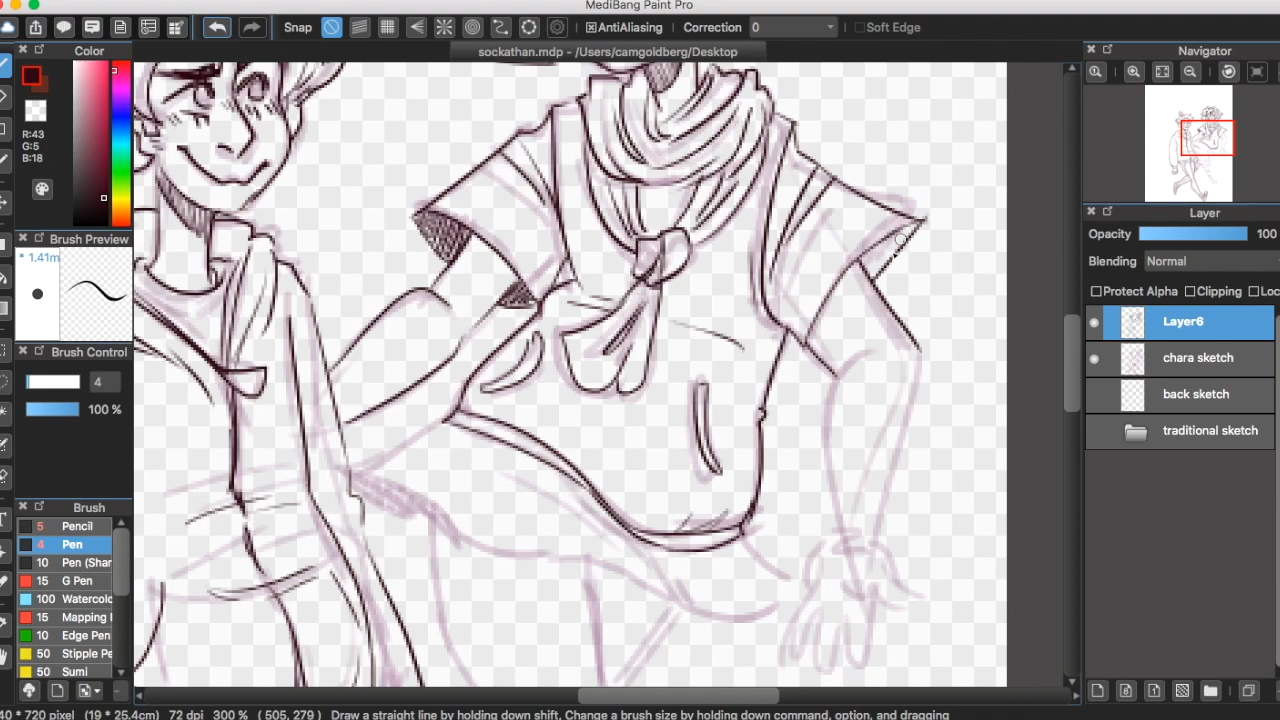 MediBang Paint Pro
Snap
AntiAliasing Correction 0 Soft Edge
sockathan.mdp - /Users/camgoldberg/Desktop
Color
R:43
G:5
B:18
Brush Preview
* 1.41m
Brush Control
4
100 %
Brush
5 Pencil
4 Pen
10 Pen (Shar
15 G Pen
100 Waterco
15 Mapping
10 Edge Pen
50 Stipple Pe
50 Sumi
Navigator
Layer
Opacity 100
Blending Normal
Protect Alpha Clipping Loc
Layer6
chara sketch
back sketch
traditional sketch
40 * 720 pixel (19 * 25.4cm) 72 dpi 300 % ( 505, 279 ) Draw a straight line by holding down shift, Change a brush size by holding down command, option, and dragging